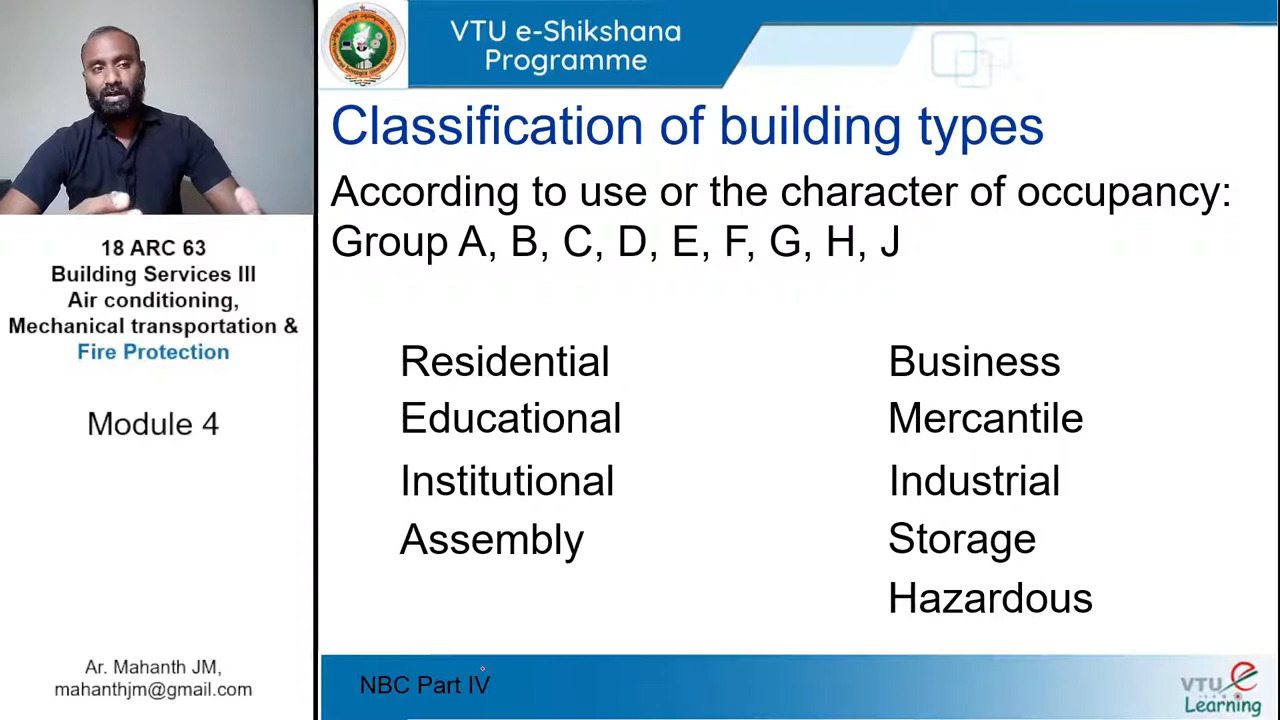 VTU e-Shikshana
Programme
Classification of building types
According to use or the character of occupancy:
Group A, B, C, D, E, F, G, H, J
Residential
Educational
Institutional
Assembly
Business
Mercantile
Industrial
Storage
Hazardous
18 ARC 63
Building Services III
Air conditioning,
Mechanical transportation &
Fire Protection
Module 4
Ar. Mahanth JM,
mahanthjm@gmail.com
NBC Part IV
VTU e
Learning